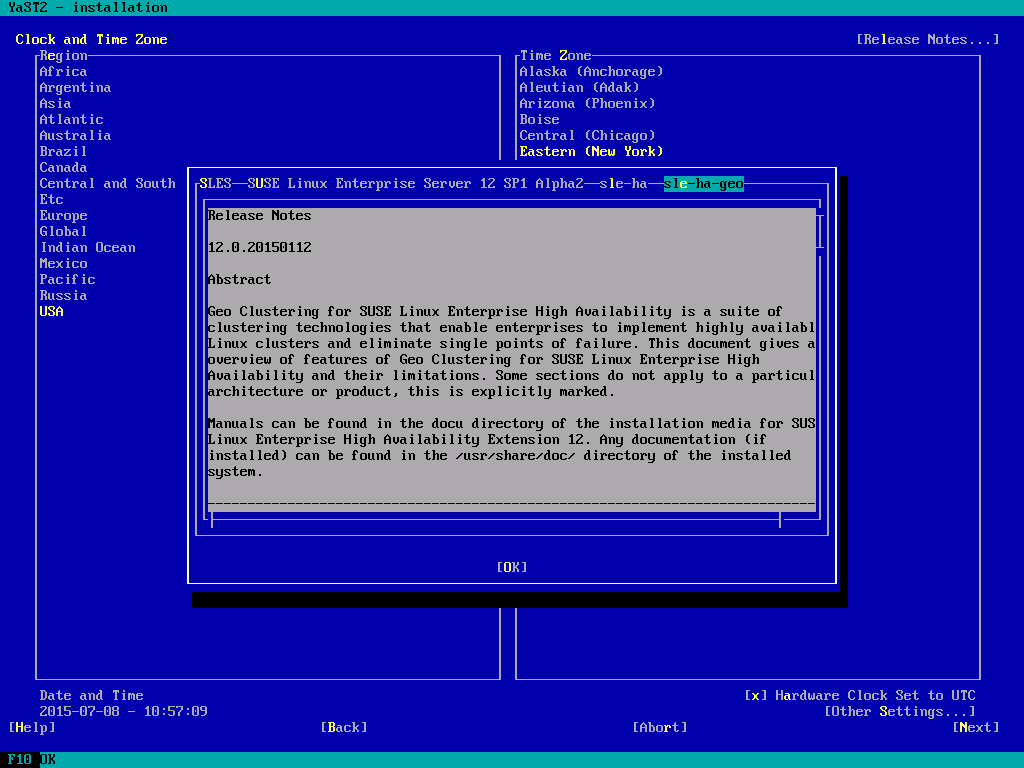 YaST2 - installation
Clock and Time Zone
[Release Notes...]
Region
Africa
Argentina
Asia
Atlantic
Australia
Brazil
Canada
Central and South
Etc
Europe
Global
Indian Ocean
Mexico
Pacific
Russia
USA
Time Zone
Alaska (Anchorage)
Aleutian (Adak)
Arizona (Phoenix)
Boise
Central (Chicago)
Eastern (New York)
SLES--SUSE Linux Enterprise Server 12 SP1 Alpha2--sle-ha--sle-ha-geo
Release Notes
12.0.20150112
Abstract
Geo Clustering for SUSE Linux Enterprise High Availability is a suite of
clustering technologies that enable enterprises to implement highly availabl
Linux clusters and eliminate single points of failure. This document gives a
overview of features of Geo Clustering for SUSE Linux Enterprise High
Availability and their limitations. Some sections do not apply to a particul
architecture or product, this is explicitly marked.
Manuals can be found in the docu directory of the installation media for SUS
Linux Enterprise High Availability Extension 12. Any documentation (if
installed) can be found in the /usr/share/doc/ directory of the installed
system.
[OK]
Date and Time
2015-07-08 - 10:57:09
[x] Hardware Clock Set to UTC
[Other Settings...]
[Help]
[Back]
[Abort]
[Next]
F10 OK